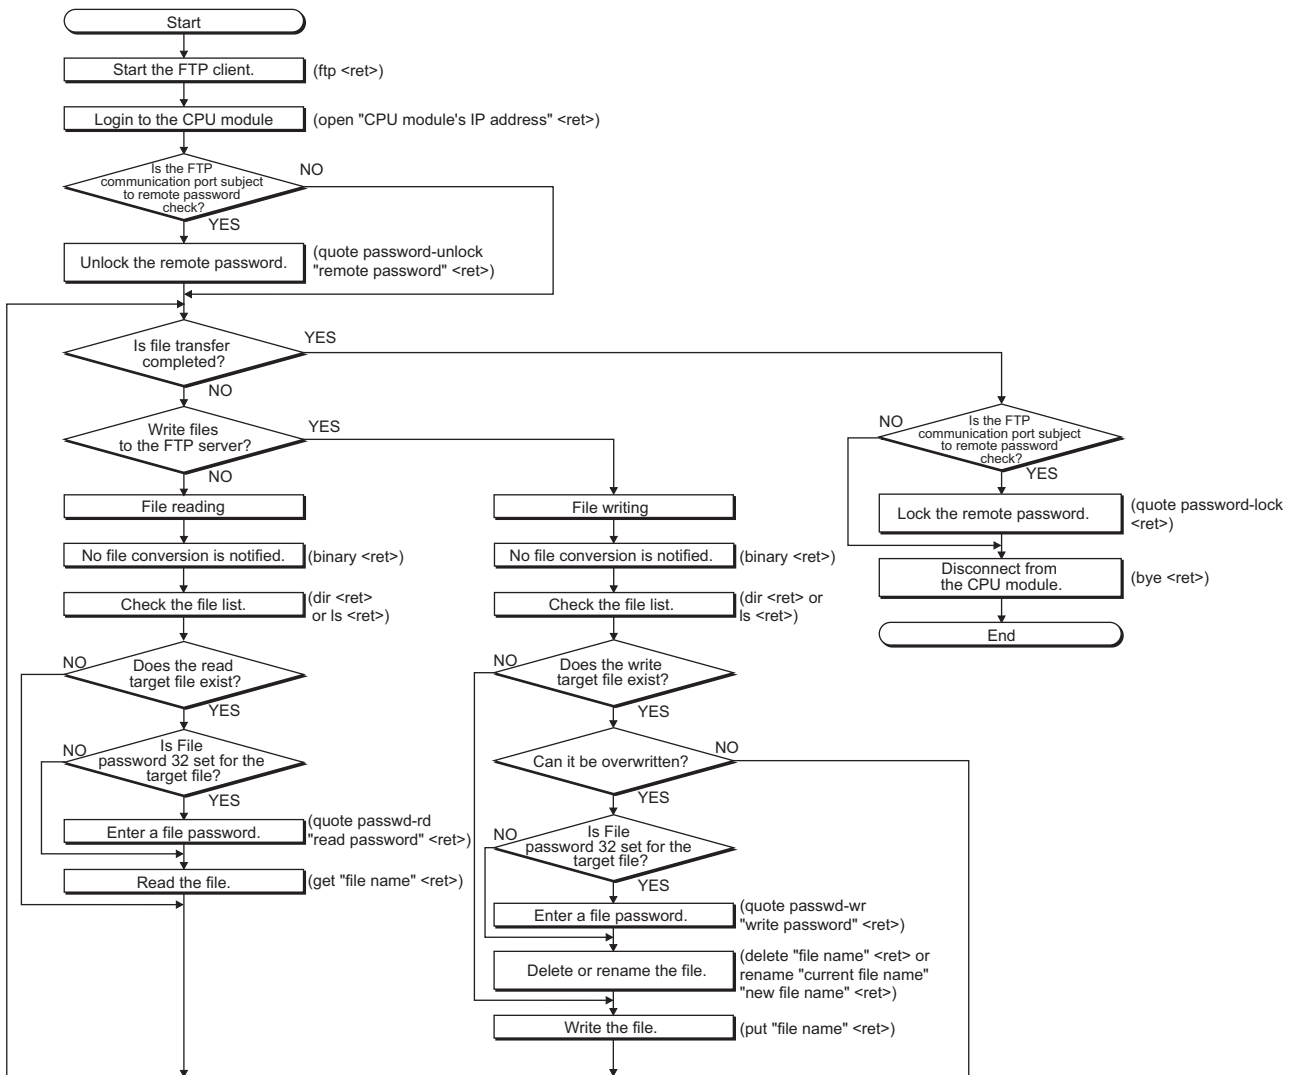 Start
Start the FTP client.
(ftp <ret>)
Login to the CPU module
(open "CPU module's IP address" <ret>)
Is the FTP
communication port subject
to remote password
check?
NO
YES
Unlock the remote password.
(quote password-unlock
"remote password" <ret>)
Is file transfer
completed?
YES
NO
Write files
to the FTP server?
YES
NO
File reading
No file conversion is notified.
(binary <ret>)
Check the file list.
(dir <ret>
or ls <ret>)
Does the read
target file exist?
NO
YES
Is File
password 32 set for the
target file?
NO
YES
Enter a file password.
(quote passwd-rd
"read password" <ret>)
Read the file.
(get "file name" <ret>)
File writing
No file conversion is notified.
(binary <ret>)
Check the file list.
(dir <ret> or
ls <ret>)
Does the write
target file exist?
NO
YES
Can it be overwritten?
NO
YES
Is File
password 32 set for the
target file?
NO
YES
Enter a file password.
(quote passwd-wr
"write password" <ret>)
Delete or rename the file.
(delete "file name" <ret> or
rename "current file name"
"new file name" <ret>)
Write the file.
(put "file name" <ret>)
Is the FTP
communication port subject
to remote password
check?
NO
YES
Lock the remote password.
(quote password-lock
<ret>)
Disconnect from
the CPU module.
(bye <ret>)
End